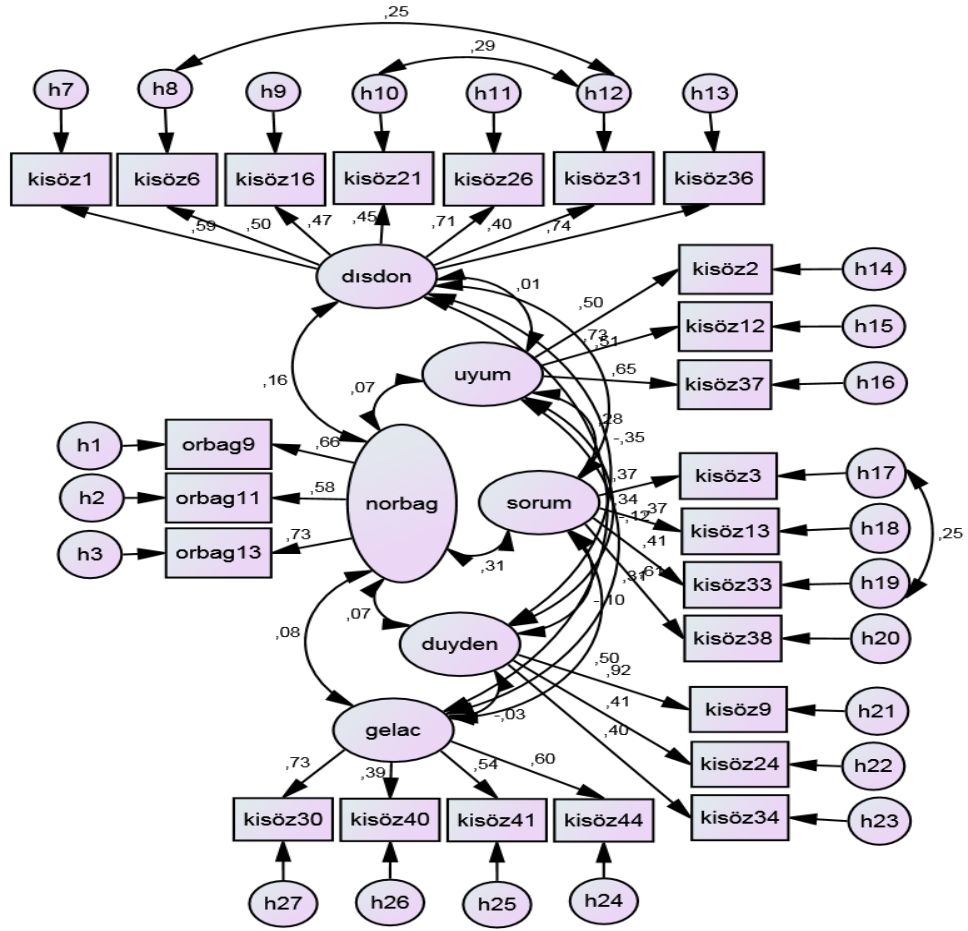 ,25
,29
h7 h8 h9 h10 h11 h12 h13
kisöz1 kisöz6 kisöz16 kisöz21 kisöz26 kisöz31 kisöz36
,59 ,50 ,47 ,45 ,71 ,40 ,74
dısdon
,01
kisöz2 h14
,50
kisöz12 h15
,73
,51
uyum
,65
kisöz37 h16
,16
,07
,28
-,35
orbag9
h1
,66
h2
orbag11
,58
norbag
sorum
,37
kisöz3 h17
,34
-,12
,37
kisöz13 h18
,25
h3
orbag13
,73
,41
,31
,61
kisöz33 h19
,31
-,10
kisöz38 h20
,07
,08
duyden
,50
,92
kisöz9 h21
-,03
,41
gelac
,40
kisöz24 h22
,73 ,39 ,54 ,60
kisöz34 h23
kisöz30 kisöz40 kisöz41 kisöz44
h27 h26 h25 h24